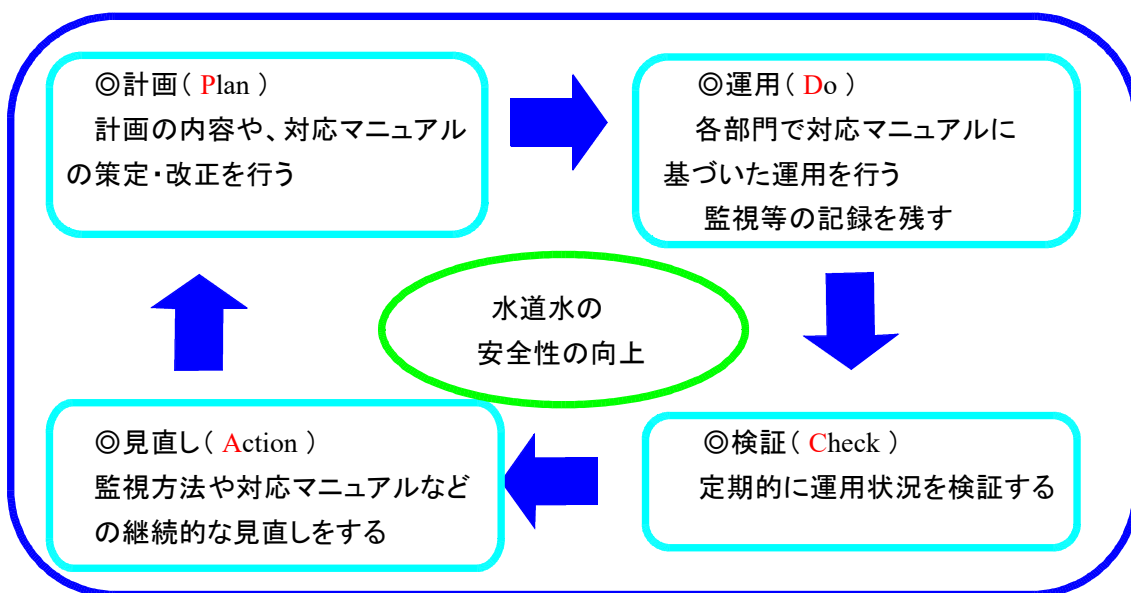 ◎計画( Plan )
計画の内容や、対応マニュアル
の策定・改正を行う
◎運用( Do )
各部門で対応マニュアルに
基づいた運用を行う
監視等の記録を残す
水道水の
安全性の向上
◎見直し( Action )
監視方法や対応マニュアルなど
の継続的な見直しをする
◎検証( Check )
定期的に運用状況を検証する